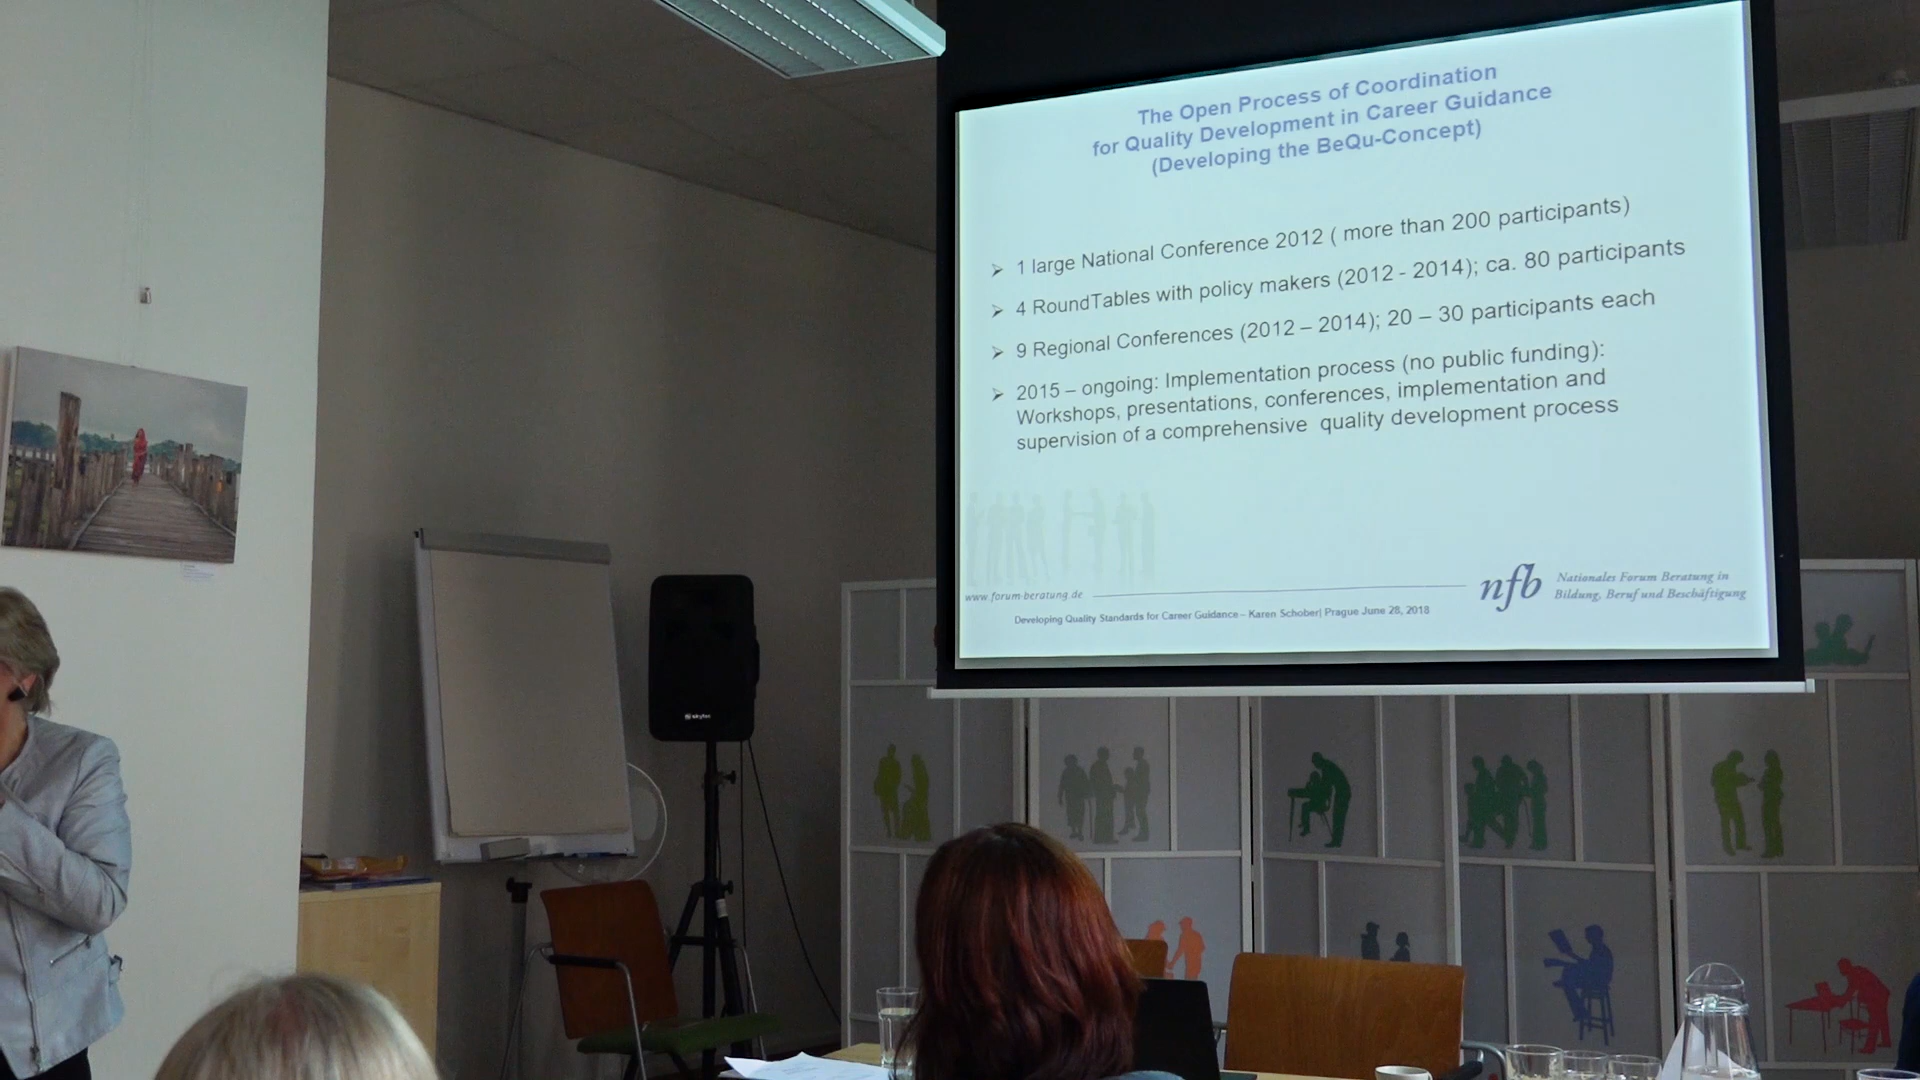 The Open Process of Coordination
for Quality Development in Career Guidance
(Developing the BeQu-Concept)
➢ 1 large National Conference 2012 ( more than 200 participants)
➢ 4 RoundTables with policy makers (2012 - 2014); ca. 80 participants
➢ 9 Regional Conferences (2012 – 2014); 20 – 30 participants each
➢ 2015 – ongoing: Implementation process (no public funding):
Workshops, presentations, conferences, implementation and
supervision of a comprehensive quality development process
www.forum-beratung.de
nfb
Nationales Forum Beratung in
Bildung, Beruf und Beschäftigung
Developing Quality Standards for Career Guidance – Karen Schober| Prague June 28, 2018
skytec